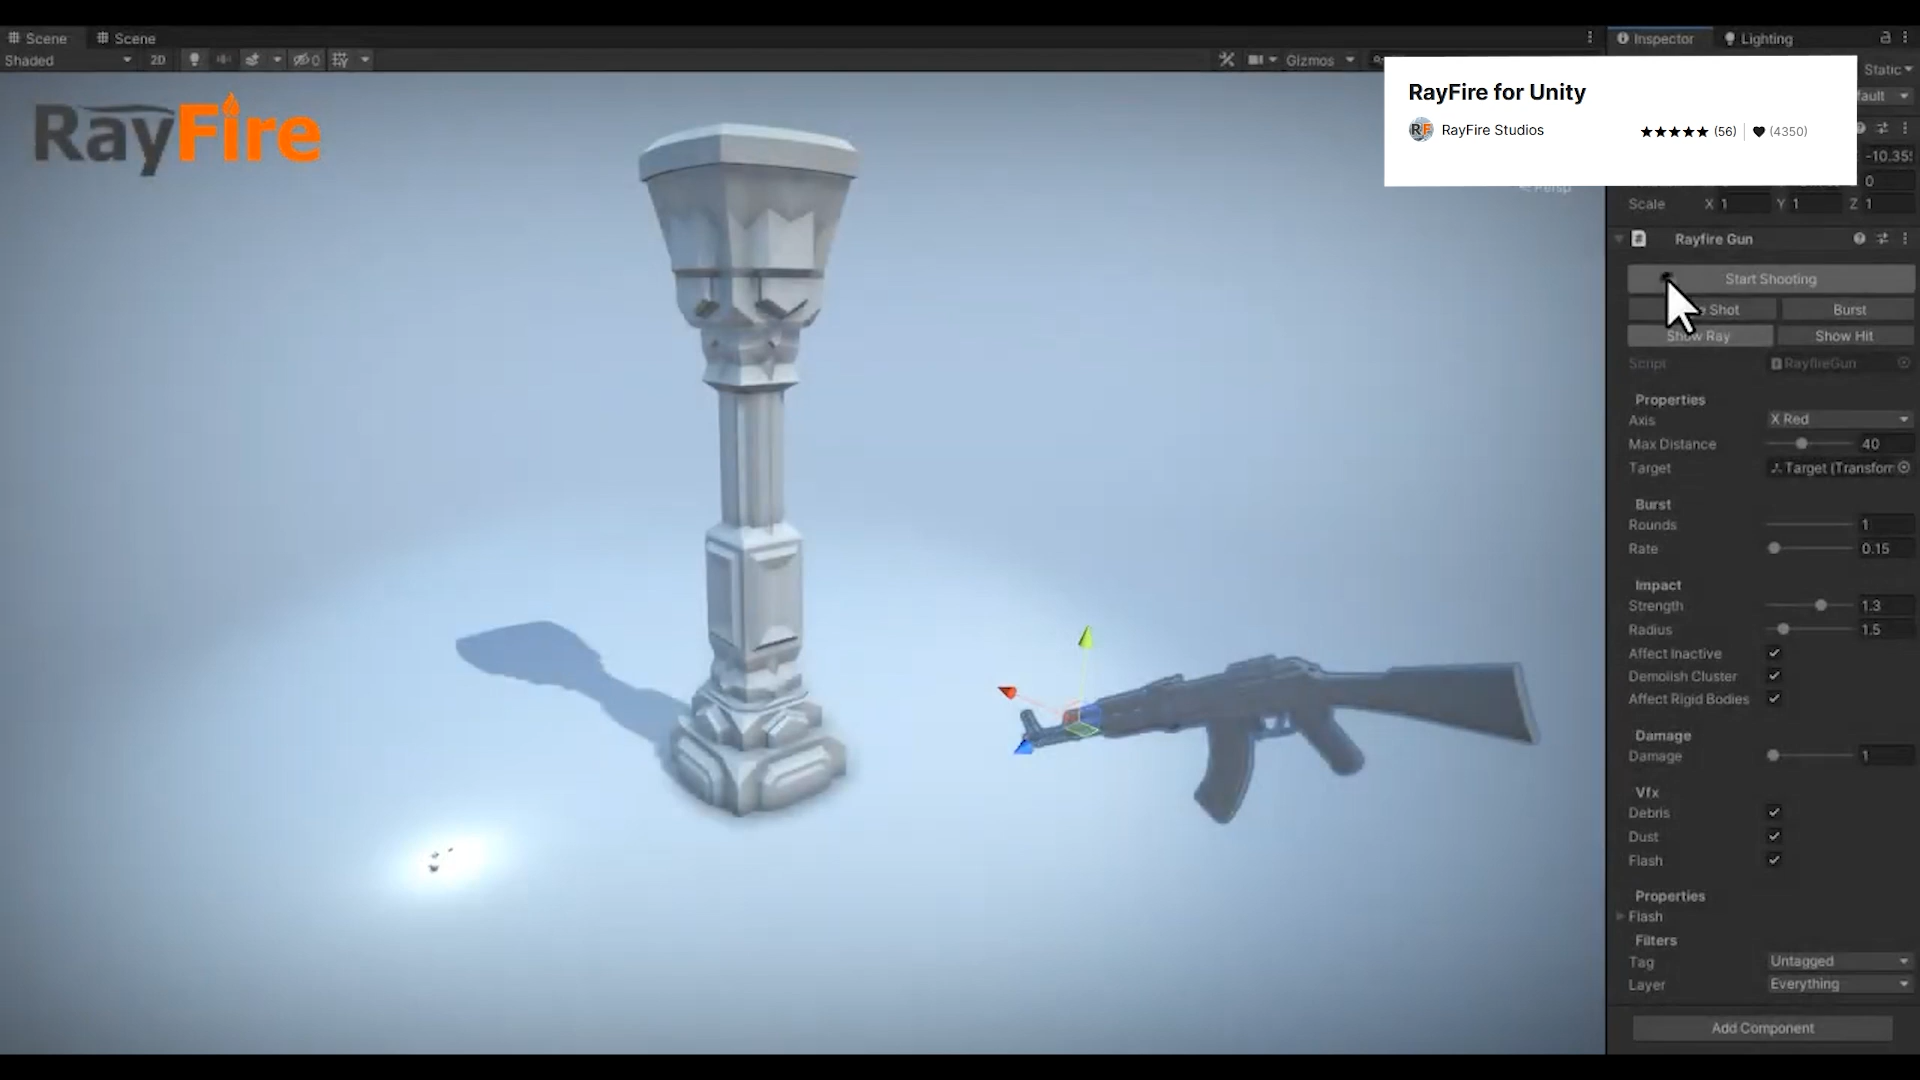 Scene
Scene
Inspector
Lighting
Shaded
2D
0
Gizmos
Static
RayFire
RayFire for Unity
RayFire Studios
(56)
(4350)
fault
-10.35
0
Persp
Scale X 1 Y 1 Z 1
Rayfire Gun
Start Shooting
Shot
Burst
Show Ray
Show Hit
Script RayfireGun
Properties
Axis X Red
Max Distance 40
Target Target (Transform
Burst
Rounds 1
Rate 0.15
Impact
Strength 1.3
Radius 1.5
Affect Inactive
Demolish Cluster
Affect Rigid Bodies
Damage
Damage 1
Vfx
Debris
Dust
Flash
Properties
Flash
Filters
Tag Untagged
Layer Everything
Add Component